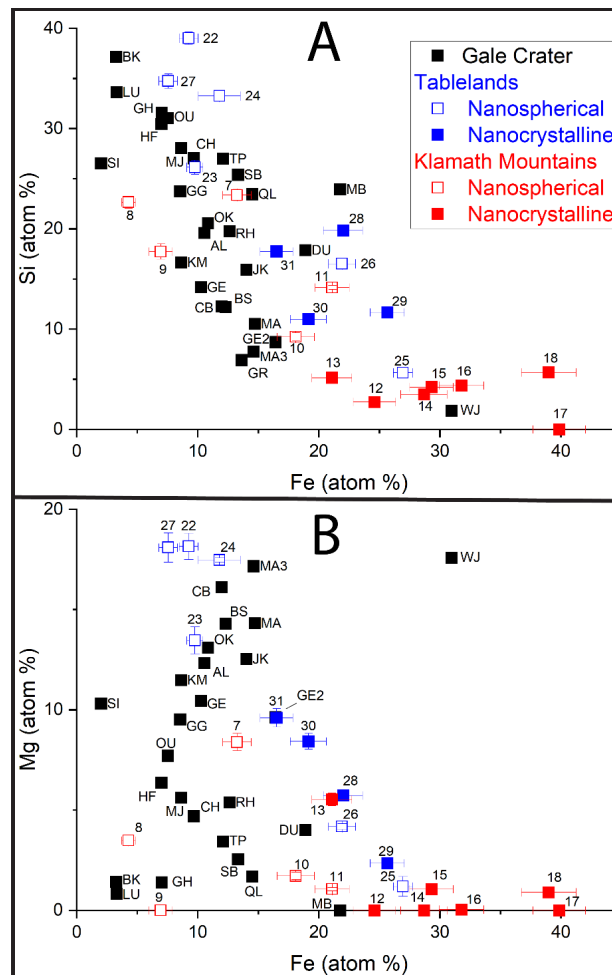 A
Gale Crater
Tablelands
Nanospherical
Nanocrystalline
Klamath Mountains
Nanospherical
Nanocrystalline
40
30
20
10
0
Si (atom %)
BK
22
27
24
LU
GH
OU
HF
CH
MJ
TP
SI
23
SB
7
GG
QL
MB
8
OK
RH
AL
28
DU
9
31
26
KM
JK
11
GE
CB
BS
30
29
MA
GE2
10
MA3
GR
13
25
18
12
15
16
14
WJ
17
0
10
20
30
40
Fe (atom %)
B
20
10
0
Mg (atom %)
27
22
24
MA3
WJ
CB
BS
MA
23
OK
AL
JK
KM
SI
GE
31
GE2
GG
30
7
OU
HF
28
MJ
CH
RH
13
26
8
DU
TP
29
SB
BK
GH
QL
10
11
25
15
18
LU
9
MB
12
14
16
17
0
10
20
30
40
Fe (atom %)